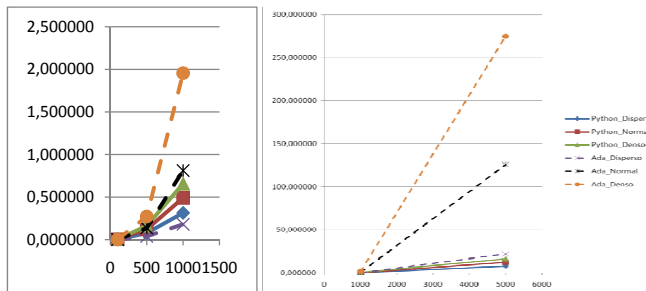 2,500000
2,000000
1,500000
1,000000
0,500000
0,000000
0 500 1000 1500
300,000000
250,000000
200,000000
150,000000
100,000000
50,000000
0,000000
0 1000 2000 3000 4000 5000 6000
Python_Disper
Python_Norma
Python_Denso
Ada_Disperso
Ada_Normal
Ada_Denso